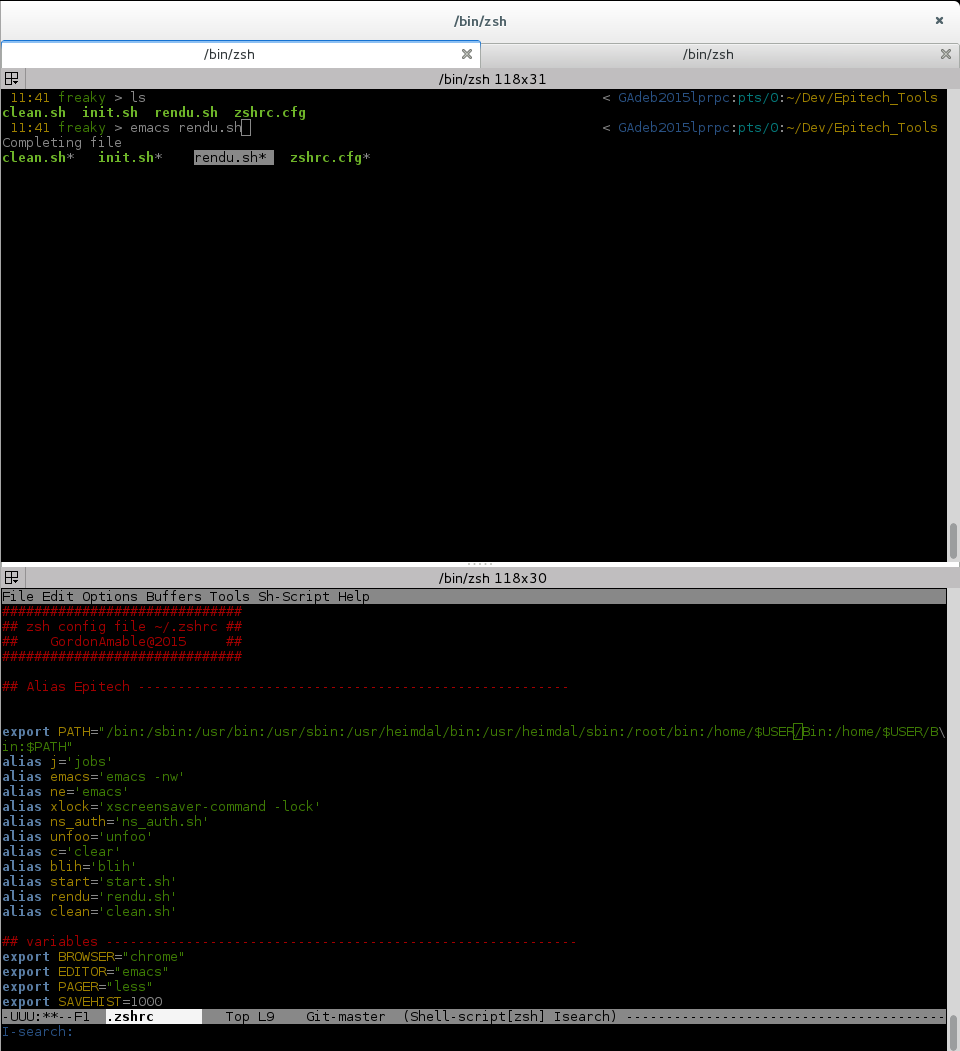 /bin/zsh
/bin/zsh /bin/zsh
/bin/zsh 118x31
11:41 freaky > ls < GAdeb2015lprpc:pts/0:~/Dev/Epitech_Tools
clean.sh init.sh rendu.sh zshrc.cfg
11:41 freaky > emacs rendu.sh < GAdeb2015lprpc:pts/0:~/Dev/Epitech_Tools
Completing file
clean.sh* init.sh* rendu.sh* zshrc.cfg*
/bin/zsh 118x30
File Edit Options Buffers Tools Sh-Script Help
##############################
## zsh config file ~/.zshrc ##
## GordonAmable@2015 ##
##############################
## Alias Epitech ------------------------------------------------------
export PATH="/bin:/sbin:/usr/bin:/usr/sbin:/usr/heimdal/bin:/usr/heimdal/sbin:/root/bin:/home/$USER/Bin:/home/$USER/B\
in:$PATH"
alias j='jobs'
alias emacs='emacs -nw'
alias ne='emacs'
alias xlock='xscreensaver-command -lock'
alias ns_auth='ns_auth.sh'
alias unfoo='unfoo'
alias c='clear'
alias blih='blih'
alias start='start.sh'
alias rendu='rendu.sh'
alias clean='clean.sh'
## variables -----------------------------------------------------------
export BROWSER="chrome"
export EDITOR="emacs"
export PAGER="less"
export SAVEHIST=1000
-UUU:**--F1 .zshrc Top L9 Git-master (Shell-script[zsh] Isearch) ----------------------------------------
I-search: